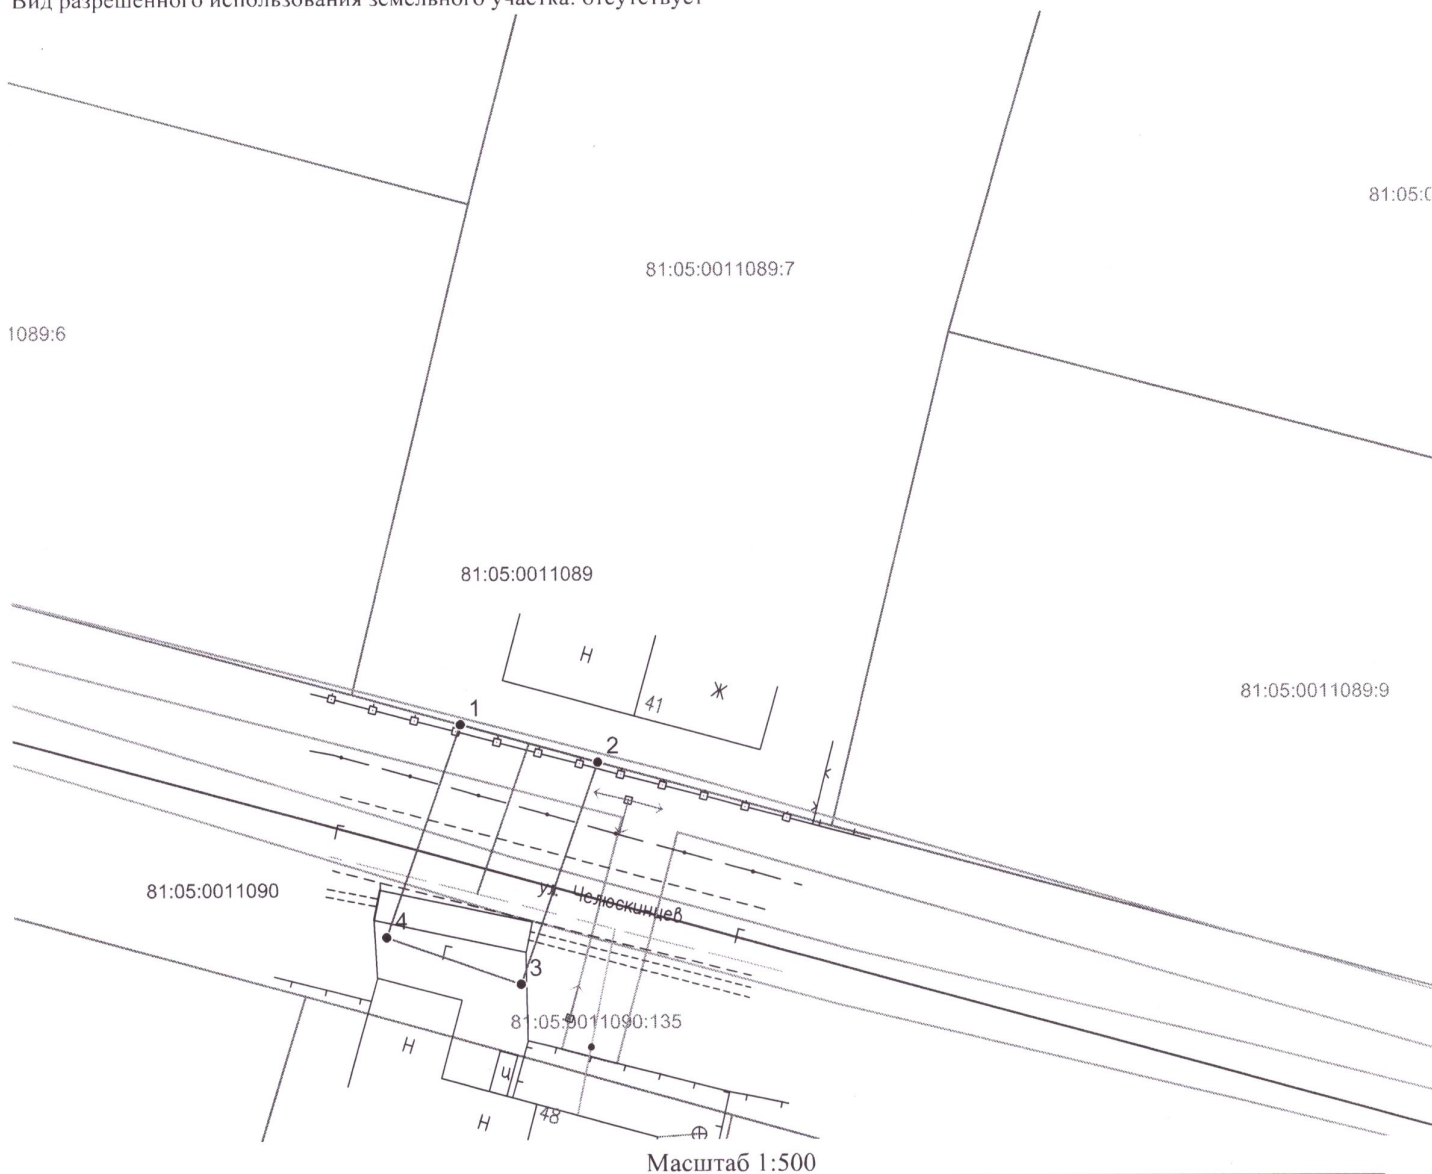 Вид разрешенного использования земельного участка: отсутствует
81:05:0
81:05:0011089:7
1089:6
81:05:0011089
Н
Ж
41
81:05:0011089:9
1
2
к
Г
ул. Челюскинцев
81:05:0011090
Г
4
Г
3
81:05:0011090:135
Н
ц
Н
48
Масштаб 1:500